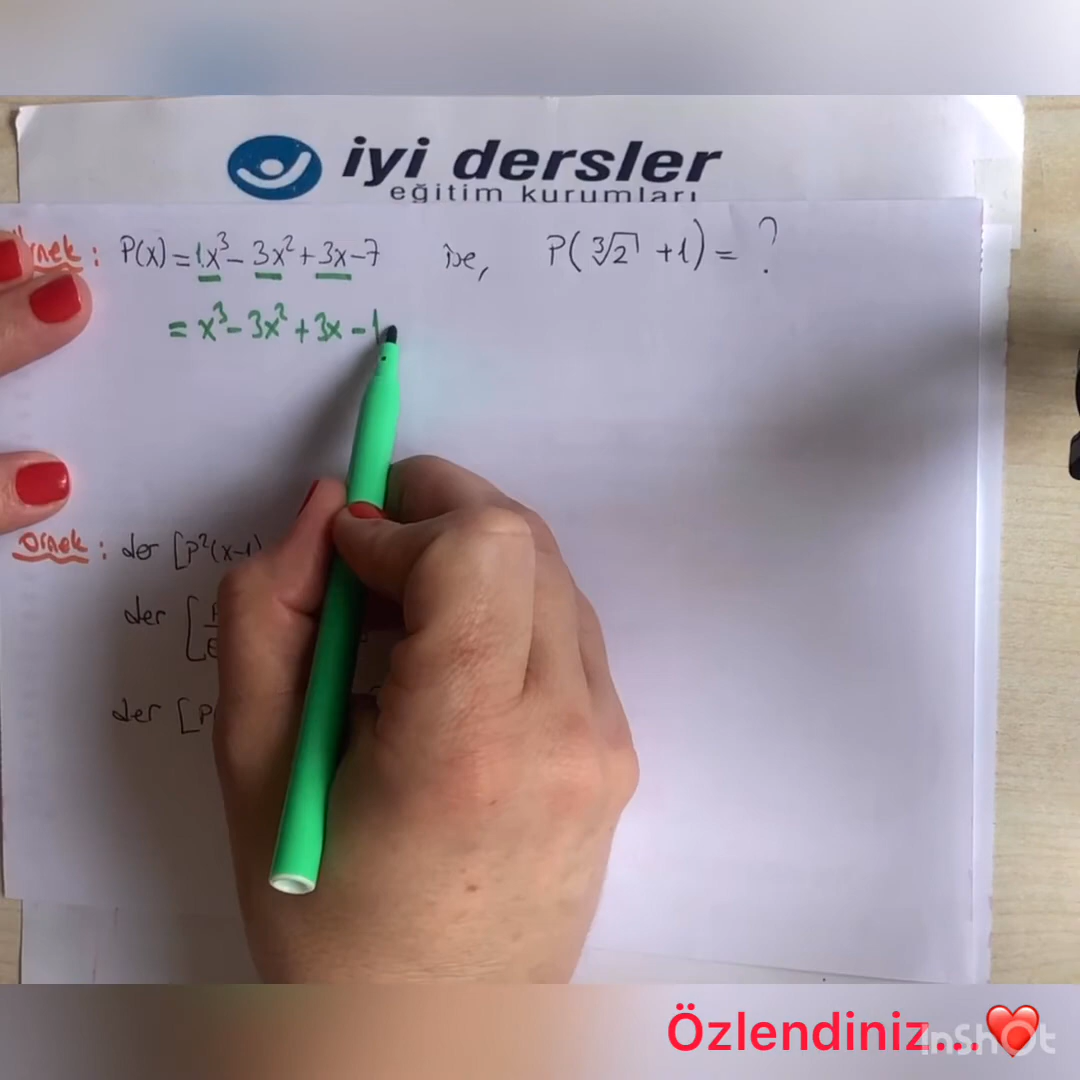 iyi dersler
eğitim kurumları
Örnek : P(x) = 1x³ - 3x² + 3x - 7 ise, P(∛2 + 1) = ?
= x³ - 3x² + 3x - 1
Örnek : der [P²(x-1)
der [
der [P
Özlendiniz...❤️
InShOt